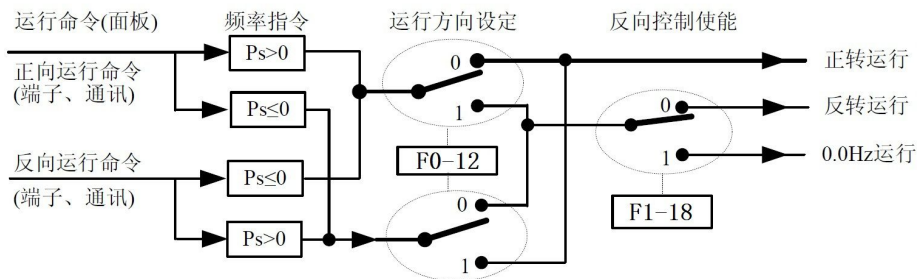 运行命令(面板)
频率指令
运行方向设定
反向控制使能
正向运行命令
(端子、通讯)
Ps>0
0
正转运行
Ps≤0
1
0
反转运行
反向运行命令
(端子、通讯)
Ps≤0
F0-12
1
0.0Hz运行
0
F1-18
Ps>0
1